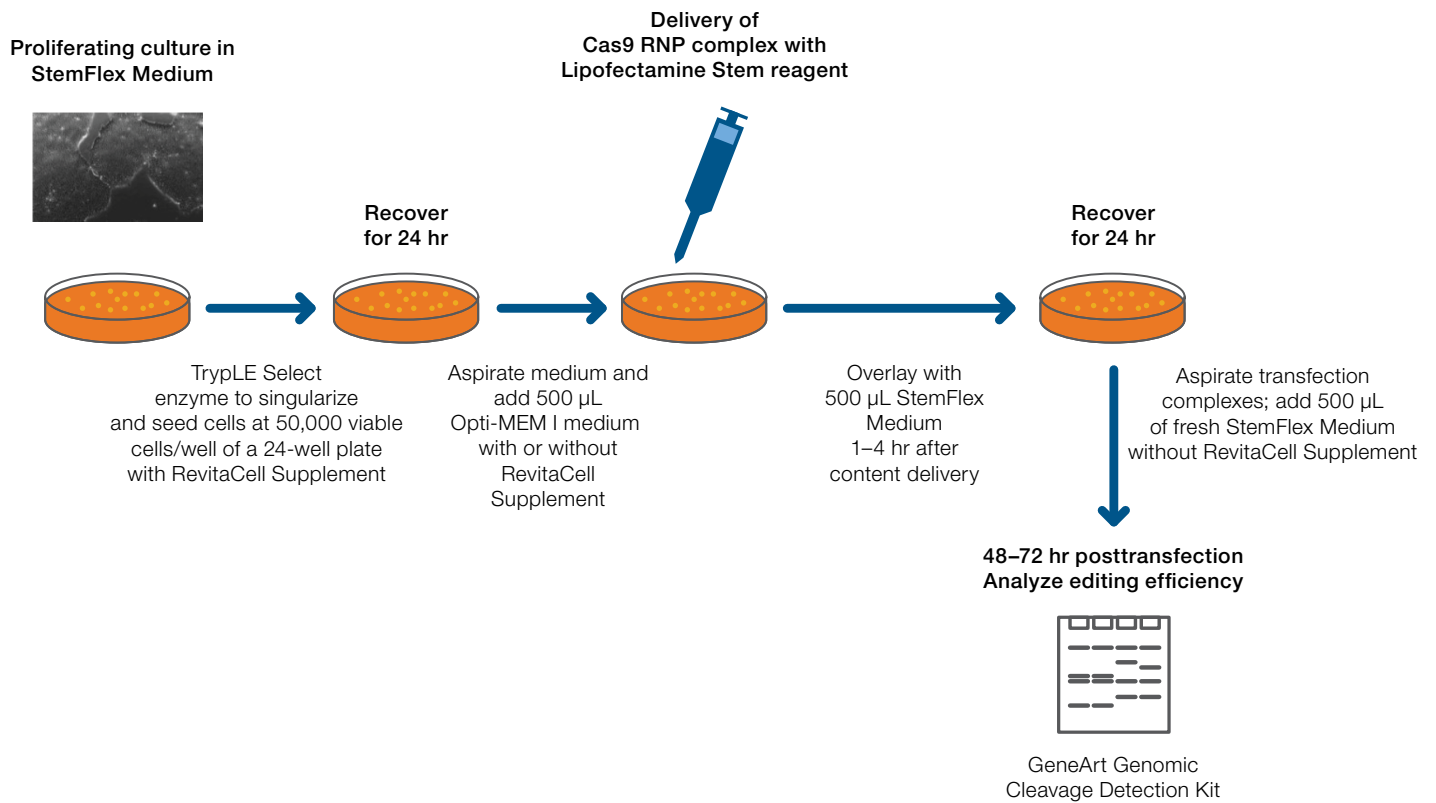 Proliferating culture in
StemFlex Medium
Delivery of
Cas9 RNP complex with
Lipofectamine Stem reagent
Recover
for 24 hr
Recover
for 24 hr
TrypLE Select
enzyme to singularize
and seed cells at 50,000 viable
cells/well of a 24-well plate
with RevitaCell Supplement
Aspirate medium and
add 500 µL
Opti-MEM I medium
with or without
RevitaCell
Supplement
Overlay with
500 µL StemFlex
Medium
1–4 hr after
content delivery
Aspirate transfection
complexes; add 500 µL
of fresh StemFlex Medium
without RevitaCell Supplement
48–72 hr posttransfection
Analyze editing efficiency
GeneArt Genomic
Cleavage Detection Kit